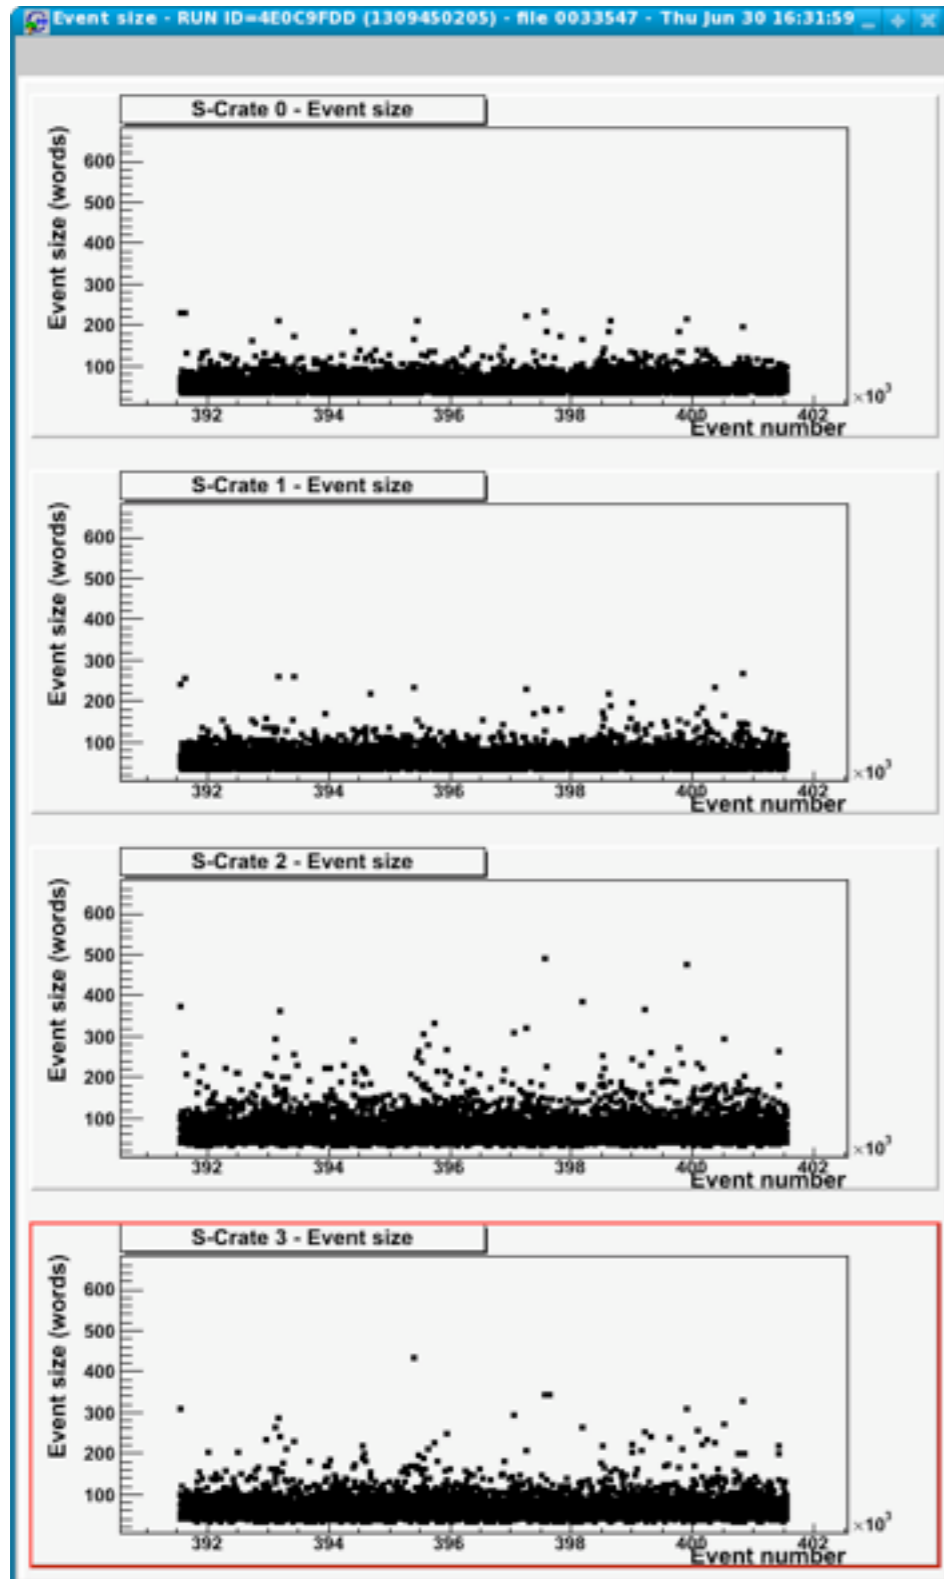 Event size - RUN ID=4E0C9FDD (1309450205) - file 0033547 - Thu Jun 30 16:31:59
S-Crate 0 - Event size
Event size (words)
600
500
400
300
200
100
392 394 396 398 400 402
×10³
Event number
S-Crate 1 - Event size
Event size (words)
600
500
400
300
200
100
392 394 396 398 400 402
×10³
Event number
S-Crate 2 - Event size
Event size (words)
600
500
400
300
200
100
392 394 396 398 400 402
×10³
Event number
S-Crate 3 - Event size
Event size (words)
600
500
400
300
200
100
392 394 396 398 400 402
×10³
Event number